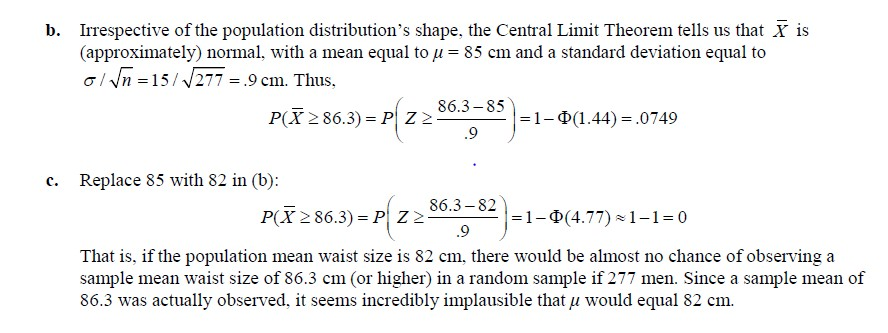 b. Irrespective of the population distribution's shape, the Central Limit Theorem tells us that X̄ is
(approximately) normal, with a mean equal to μ = 85 cm and a standard deviation equal to
σ / √n = 15 / √277 = .9 cm. Thus,
P(X̄ ≥ 86.3) = P( Z ≥ (86.3 – 85)/.9 ) = 1 – Φ(1.44) = .0749
c. Replace 85 with 82 in (b):
P(X̄ ≥ 86.3) = P( Z ≥ (86.3 – 82)/.9 ) = 1 – Φ(4.77) ≈ 1 – 1 = 0
That is, if the population mean waist size is 82 cm, there would be almost no chance of observing a
sample mean waist size of 86.3 cm (or higher) in a random sample if 277 men. Since a sample mean of
86.3 was actually observed, it seems incredibly implausible that μ would equal 82 cm.